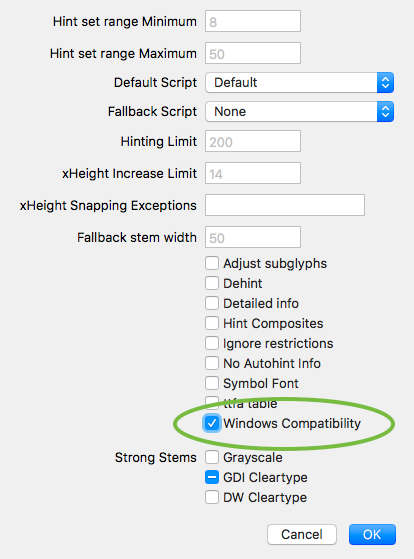 Hint set range Minimum 8
Hint set range Maximum 50
Default Script Default
Fallback Script None
Hinting Limit 200
xHeight Increase Limit 14
xHeight Snapping Exceptions
Fallback stem width 50
Adjust subglyphs
Dehint
Detailed info
Hint Composites
Ignore restrictions
No Autohint Info
Symbol Font
ttfa table
Windows Compatibility
Strong Stems Grayscale
GDI Cleartype
DW Cleartype
Cancel OK